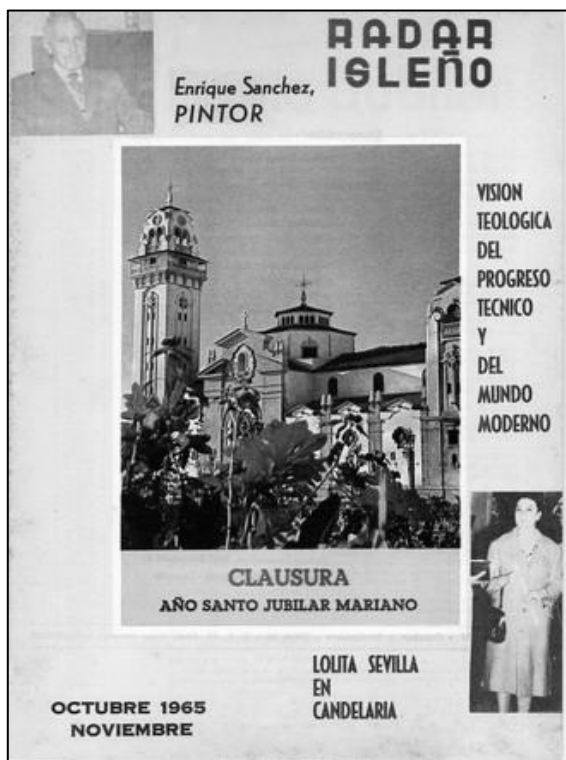 RADAR
ISLEÑO
Enrique Sanchez,
PINTOR
VISION
TEOLOGICA
DEL
PROGRESO
TECNICO
Y
DEL
MUNDO
MODERNO
CLAUSURA
AÑO SANTO JUBILAR MARIANO
LOLITA SEVILLA
EN
CANDELARIA
OCTUBRE 1965
NOVIEMBRE